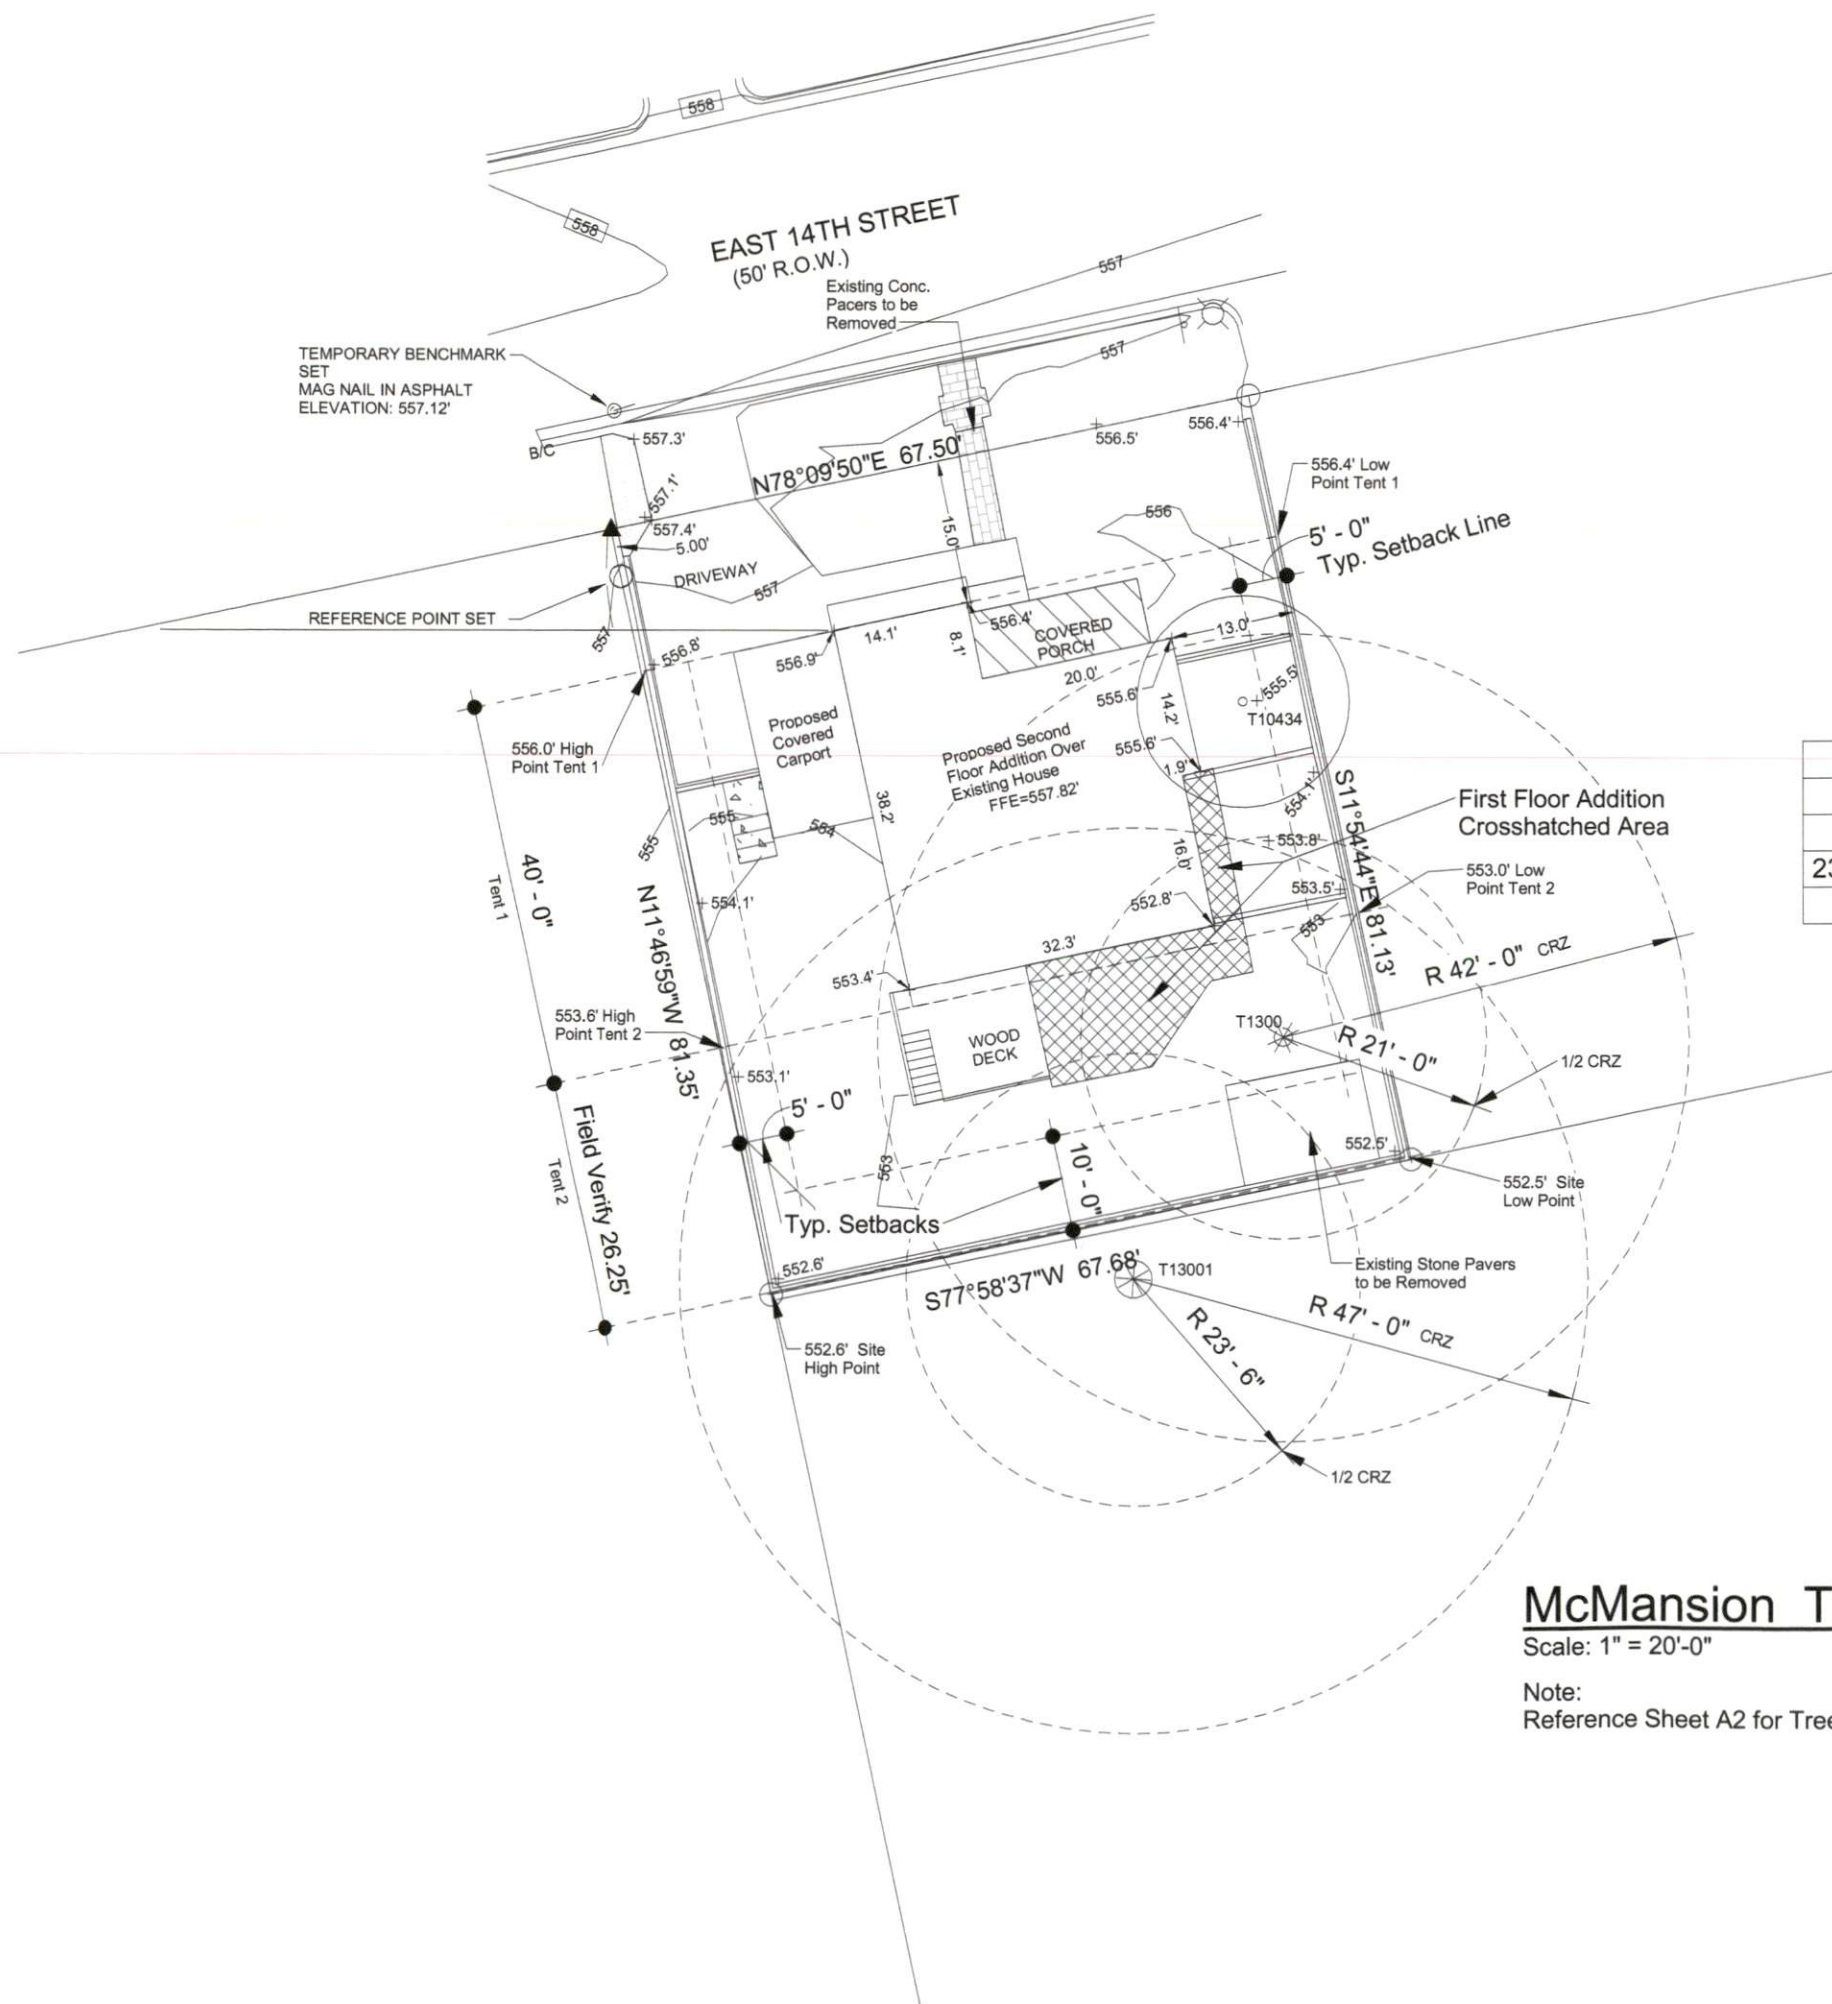 558
558
EAST 14TH STREET
(50' R.O.W.)
557
Existing Conc.
Pacers to be
Removed
TEMPORARY BENCHMARK
SET
MAG NAIL IN ASPHALT
ELEVATION: 557.12'
557
B/C
557.3'
N78°09'50"E 67.50'
556.5'
556.4'
556.4' Low
Point Tent 1
557.1'
557.4'
5.00'
DRIVEWAY
557
15.0'
556
5' - 0"
Typ. Setback Line
REFERENCE POINT SET
557
556.8'
556.9'
14.1'
8.1'
556.4'
COVERED
PORCH
20.0'
13.0'
555.6'
14.2'
555.5'
T10434
556.0' High
Point Tent 1
Proposed
Covered
Carport
Proposed Second
Floor Addition Over
Existing House
FFE=557.82'
555.6'
1.9'
S11°54'44"E 81.13'
554.1'
First Floor Addition
Crosshatched Area
38.2'
555
555
554
16.0'
553.8'
553.5'
553.0' Low
Point Tent 2
23
40' - 0"
Tent 1
N11°46'59"W 81.35'
554.1'
552.8'
553
32.3'
553.4'
R 42' - 0" CRZ
553.6' High
Point Tent 2
WOOD
DECK
T1300
R 21' - 0"
1/2 CRZ
553.1'
5' - 0"
Field Verify 26.25'
Tent 2
553
10' - 0"
552.5'
552.5' Site
Low Point
Typ. Setbacks
552.6'
S77°58'37"W 67.68'
T13001
Existing Stone Pavers
to be Removed
R 47' - 0" CRZ
R 23' - 6"
552.6' Site
High Point
1/2 CRZ
McMansion T
Scale: 1" = 20'-0"
Note:
Reference Sheet A2 for Tree